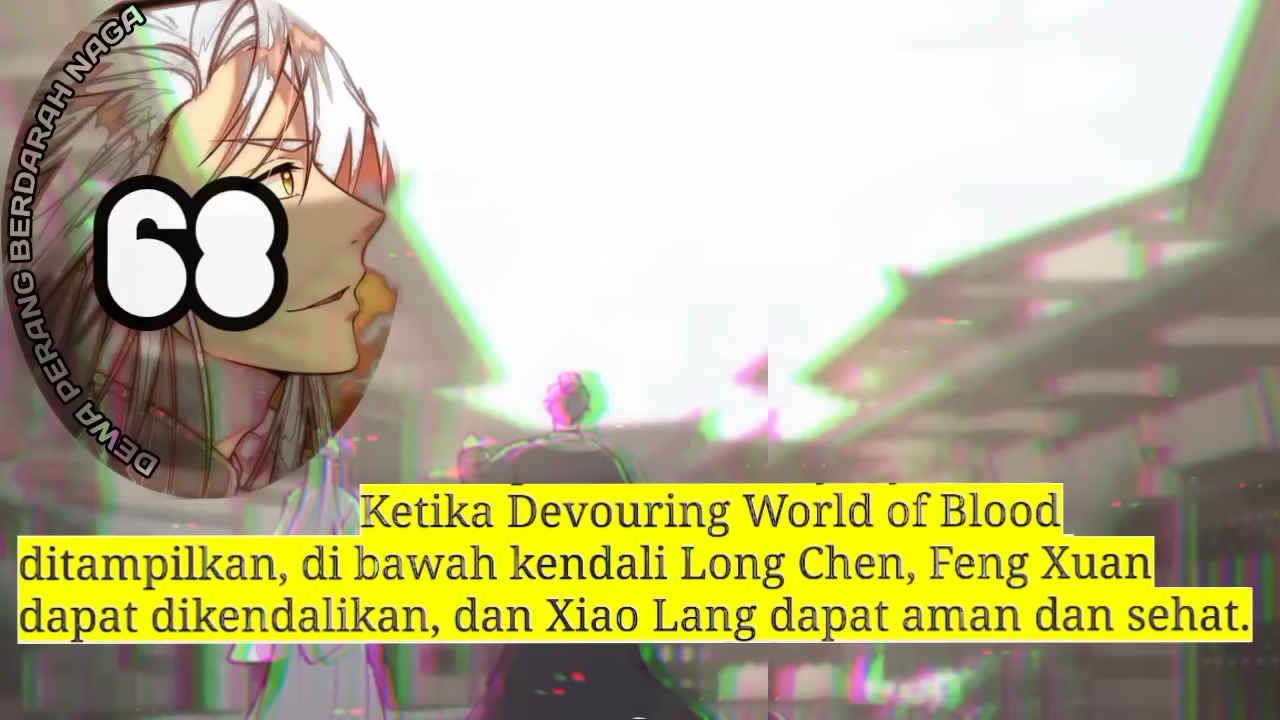 DEWA PERANG BERDARAH NAGA
68
Ketika Devouring World of Blood
ditampilkan, di bawah kendali Long Chen, Feng Xuan
dapat dikendalikan, dan Xiao Lang dapat aman dan sehat.